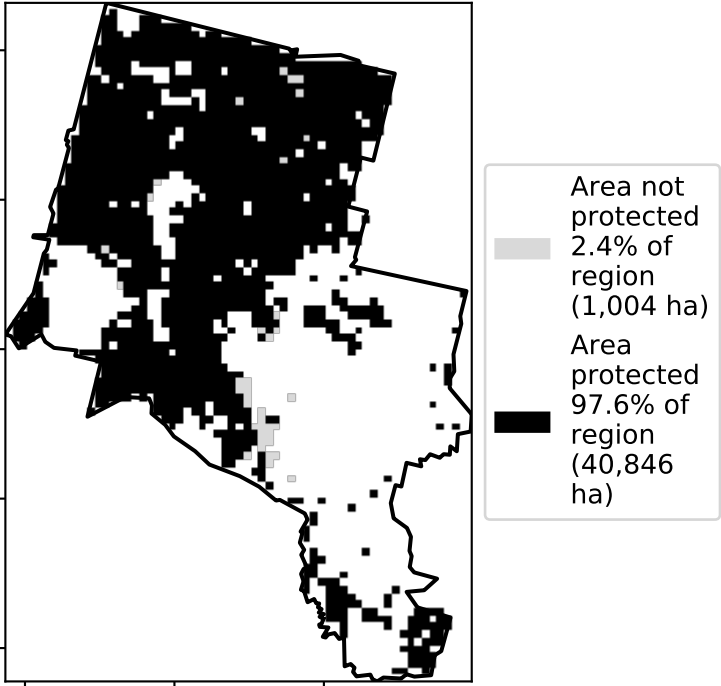 Area not
protected
2.4% of
region
(1,004 ha)
Area
protected
97.6% of
region
(40,846
ha)